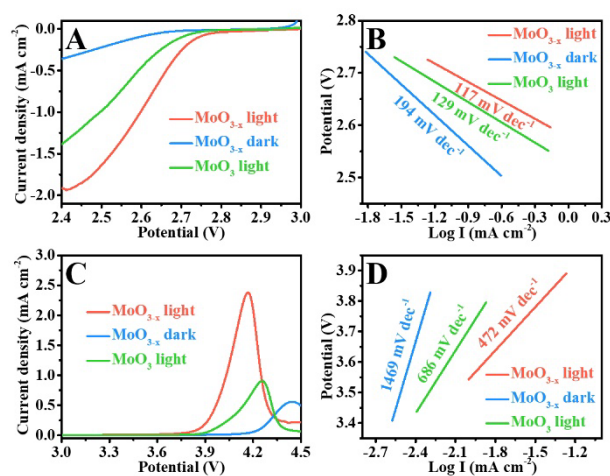 A
Current density (mA cm⁻²)
0.0
-0.5
-1.0
-1.5
-2.0
MoO₃₋ₓ light
MoO₃₋ₓ dark
MoO₃ light
2.4 2.5 2.6 2.7 2.8 2.9 3.0
Potential (V)
B
Potential (V)
2.8
2.7
2.6
2.5
MoO₃₋ₓ light
MoO₃₋ₓ dark
MoO₃ light
117 mV dec⁻¹
129 mV dec⁻¹
194 mV dec⁻¹
-1.8 -1.5 -1.2 -0.9 -0.6 -0.3 0.0 0.3
Log I (mA cm⁻²)
C
Current density (mA cm⁻²)
3.0
2.5
2.0
1.5
1.0
0.5
0.0
MoO₃₋ₓ light
MoO₃₋ₓ dark
MoO₃ light
3.0 3.3 3.6 3.9 4.2 4.5
Potential (V)
D
Potential (V)
3.9
3.8
3.7
3.6
3.5
3.4
1469 mV dec⁻¹
686 mV dec⁻¹
472 mV dec⁻¹
MoO₃₋ₓ light
MoO₃₋ₓ dark
MoO₃ light
-2.7 -2.4 -2.1 -1.8 -1.5 -1.2
Log I (mA cm⁻²)